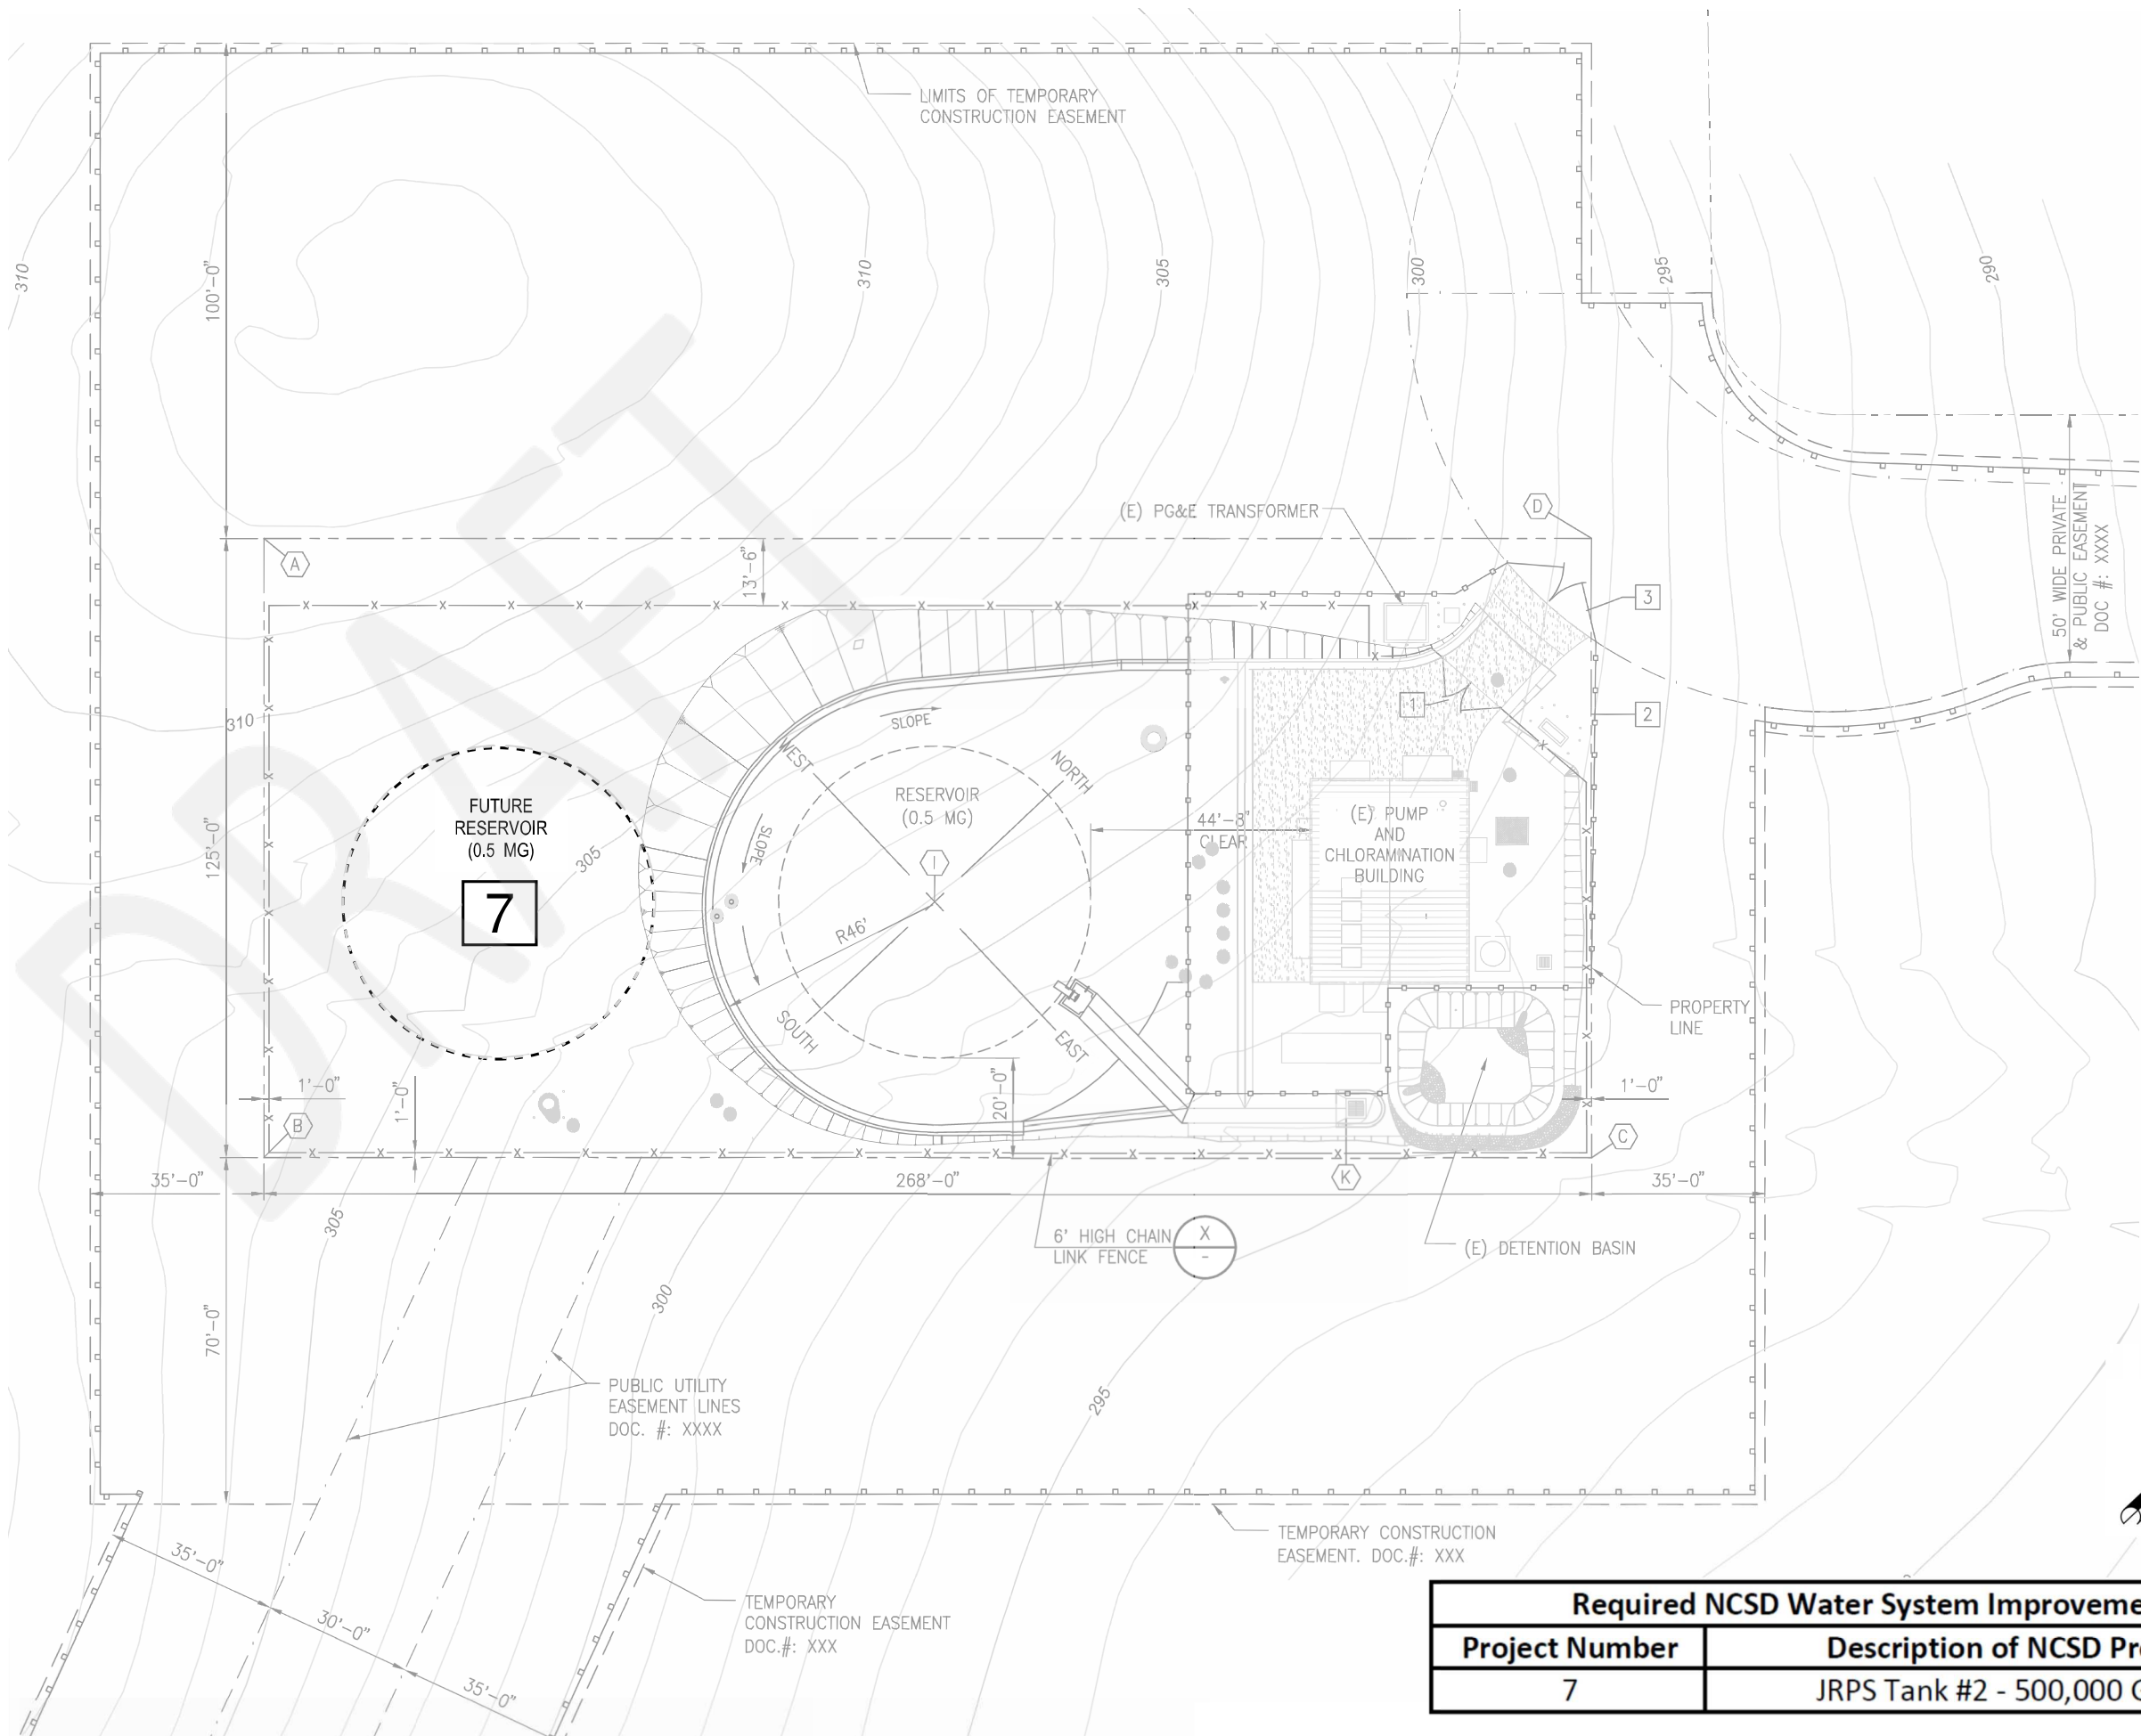 LIMITS OF TEMPORARY
CONSTRUCTION EASEMENT
310
310
305
300
295
290
100'-0"
(E) PG&E TRANSFORMER
D
A
13'-6"
3
50' WIDE PRIVATE
& PUBLIC EASEMENT
DOC #: XXXX
310
SLOPE
1
2
WEST
NORTH
FUTURE
RESERVOIR
(0.5 MG)
7
305
RESERVOIR
(0.5 MG)
SLOPE
I
44'-8"
CLEAR
(E) PUMP
AND
CHLORAMINATION
BUILDING
125'-0"
R46'
SOUTH
EAST
PROPERTY
LINE
1'-0"
1'-0"
20'-0"
1'-0"
B
C
K
35'-0"
268'-0"
35'-0"
305
6' HIGH CHAIN
LINK FENCE
X
-
(E) DETENTION BASIN
300
70'-0"
295
PUBLIC UTILITY
EASEMENT LINES
DOC. #: XXXX
TEMPORARY CONSTRUCTION
EASEMENT. DOC.#: XXX
35'-0"
30'-0"
35'-0"
TEMPORARY
CONSTRUCTION EASEMENT
DOC.#: XXX
DRAFT
Required NCSD Water System Improveme
Project Number
Description of NCSD Pr
7
JRPS Tank #2 - 500,000